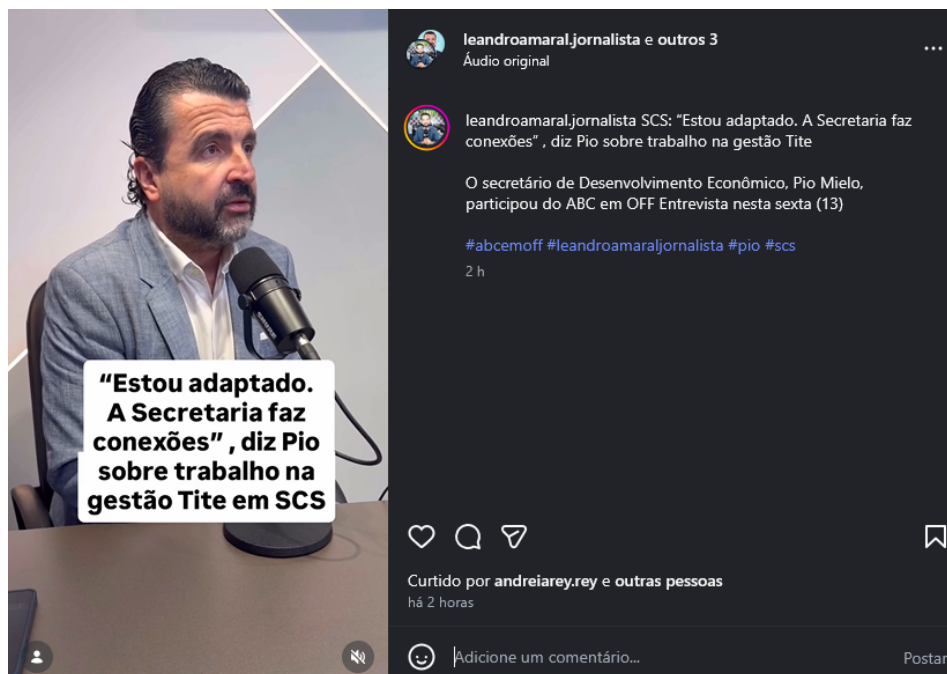 leandroamaral.jornalista e outros 3
Áudio original
leandroamaral.jornalista SCS: “Estou adaptado. A Secretaria faz
conexões” , diz Pio sobre trabalho na gestão Tite
O secretário de Desenvolvimento Econômico, Pio Mielo,
participou do ABC em OFF Entrevista nesta sexta (13)
#abcemoff #leandroamaraljornalista #pio #scs
2 h
SHURE
“Estou adaptado.
A Secretaria faz
conexões” , diz Pio
sobre trabalho na
gestão Tite em SCS
Curtido por andreiarey.rey e outras pessoas
há 2 horas
Adicione um comentário...
Postar